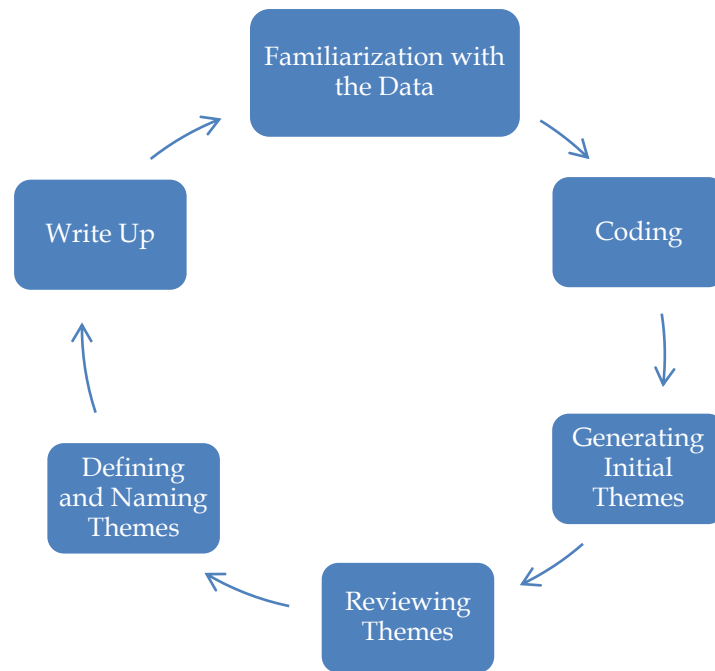 Familiarization with
the Data
Coding
Generating
Initial
Themes
Reviewing
Themes
Defining
and Naming
Themes
Write Up